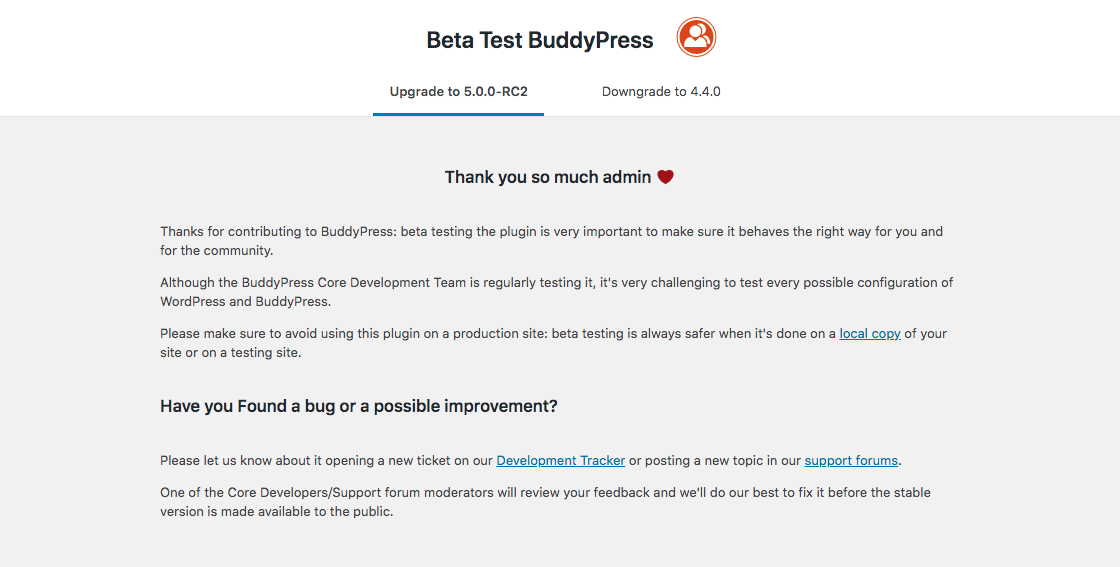 Beta Test BuddyPress
Upgrade to 5.0.0-RC2
Downgrade to 4.4.0
Thank you so much admin
Thanks for contributing to BuddyPress: beta testing the plugin is very important to make sure it behaves the right way for you and
for the community.
Although the BuddyPress Core Development Team is regularly testing it, it's very challenging to test every possible configuration of
WordPress and BuddyPress.
Please make sure to avoid using this plugin on a production site: beta testing is always safer when it's done on a local copy of your
site or on a testing site.
Have you Found a bug or a possible improvement?
Please let us know about it opening a new ticket on our Development Tracker or posting a new topic in our support forums.
One of the Core Developers/Support forum moderators will review your feedback and we'll do our best to fix it before the stable
version is made available to the public.